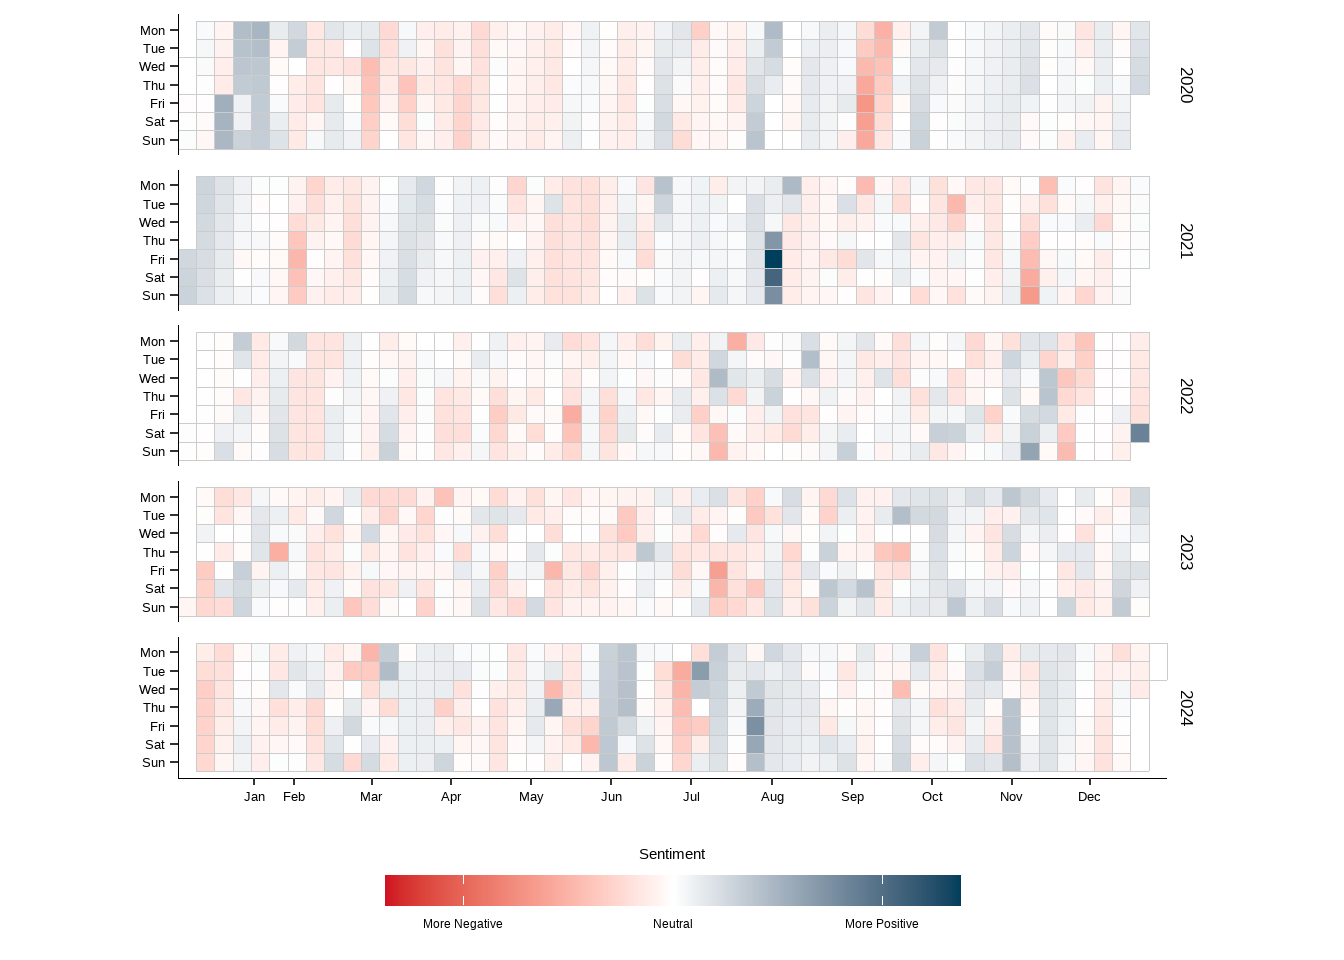 Mon
Tue
Wed
Thu
Fri
Sat
Sun
2020
Mon
Tue
Wed
Thu
Fri
Sat
Sun
2021
Mon
Tue
Wed
Thu
Fri
Sat
Sun
2022
Mon
Tue
Wed
Thu
Fri
Sat
Sun
2023
Mon
Tue
Wed
Thu
Fri
Sat
Sun
2024
Jan Feb Mar Apr May Jun Jul Aug Sep Oct Nov Dec
Sentiment
More Negative Neutral More Positive